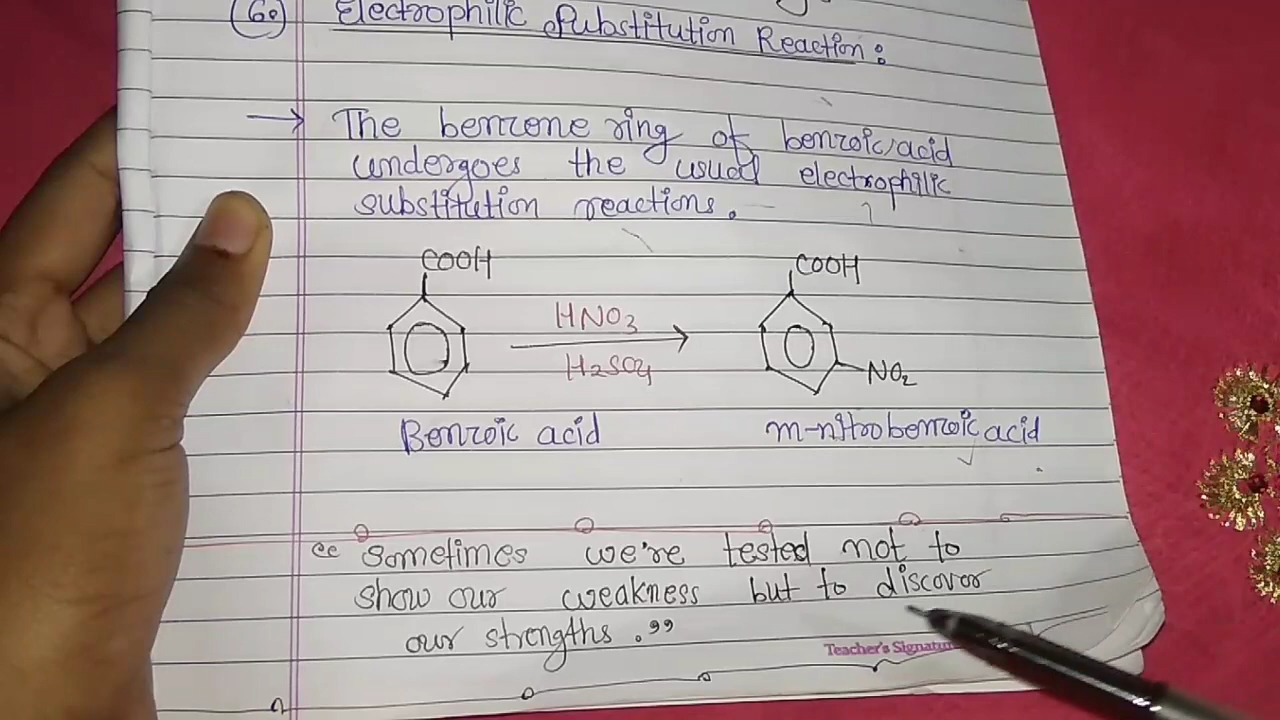 60 Electrophilic Substitution Reaction :
→ The benzene ring of benzoic acid
undergoes the usual electrophilic
substitution reactions.
COOH COOH
HNO3
H2SO4
NO2
Benzoic acid m-nitrobenzoic acid
" Sometimes we're tested not to
show our weakness but to discover
our strengths ."
Teacher's Signature